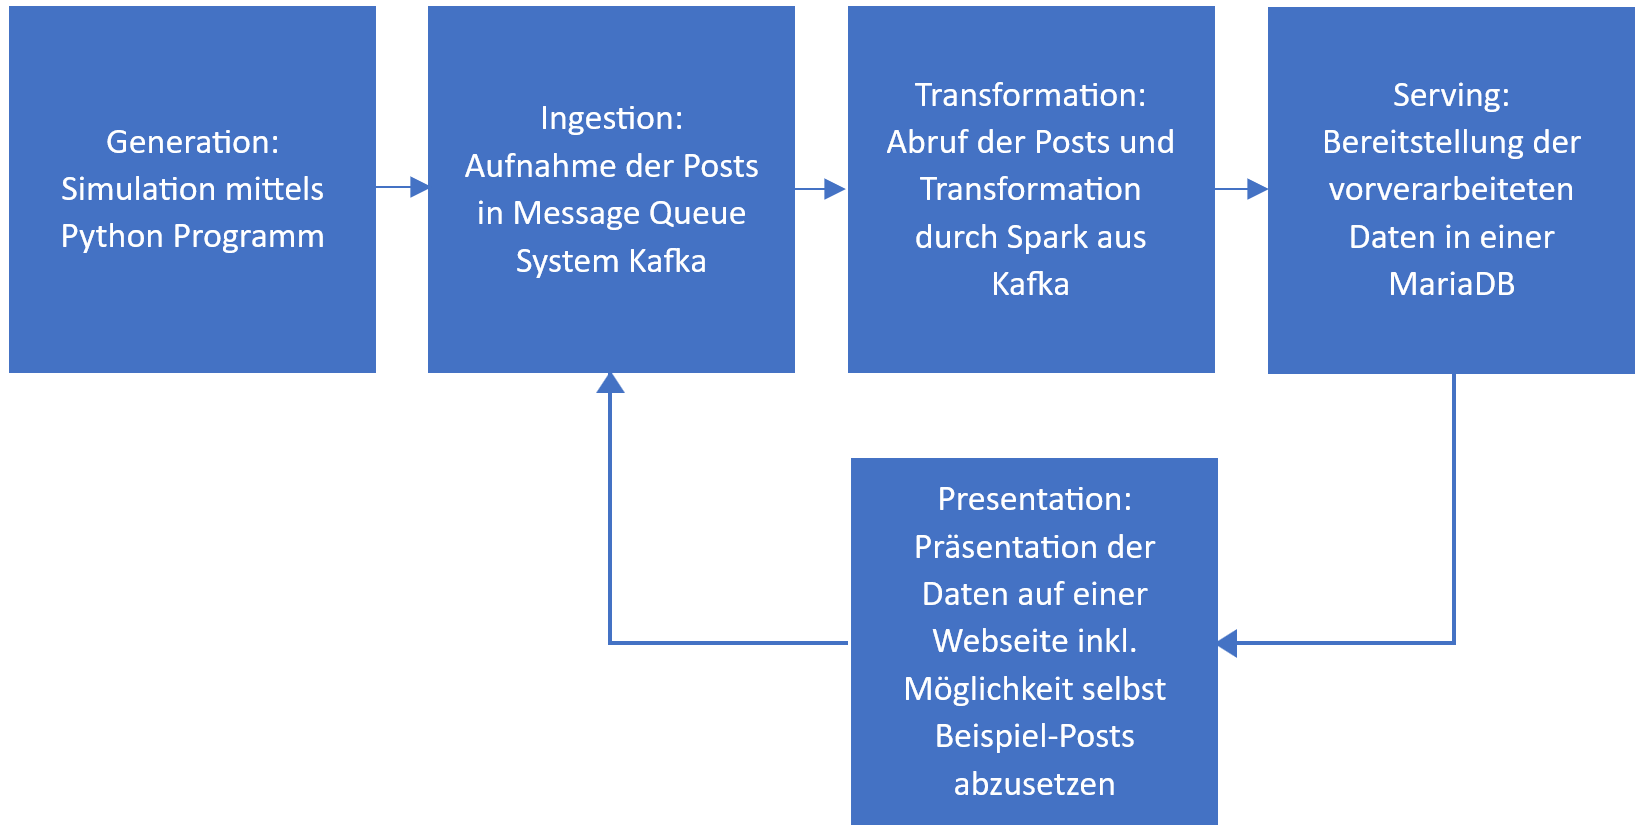 Generation:
Simulation mittels
Python Programm
Ingestion:
Aufnahme der Posts
in Message Queue
System Kafka
Transformation:
Abruf der Posts und
Transformation
durch Spark aus
Kafka
Serving:
Bereitstellung der
vorverarbeiteten
Daten in einer
MariaDB
Presentation:
Präsentation der
Daten auf einer
Webseite inkl.
Möglichkeit selbst
Beispiel-Posts
abzusetzen